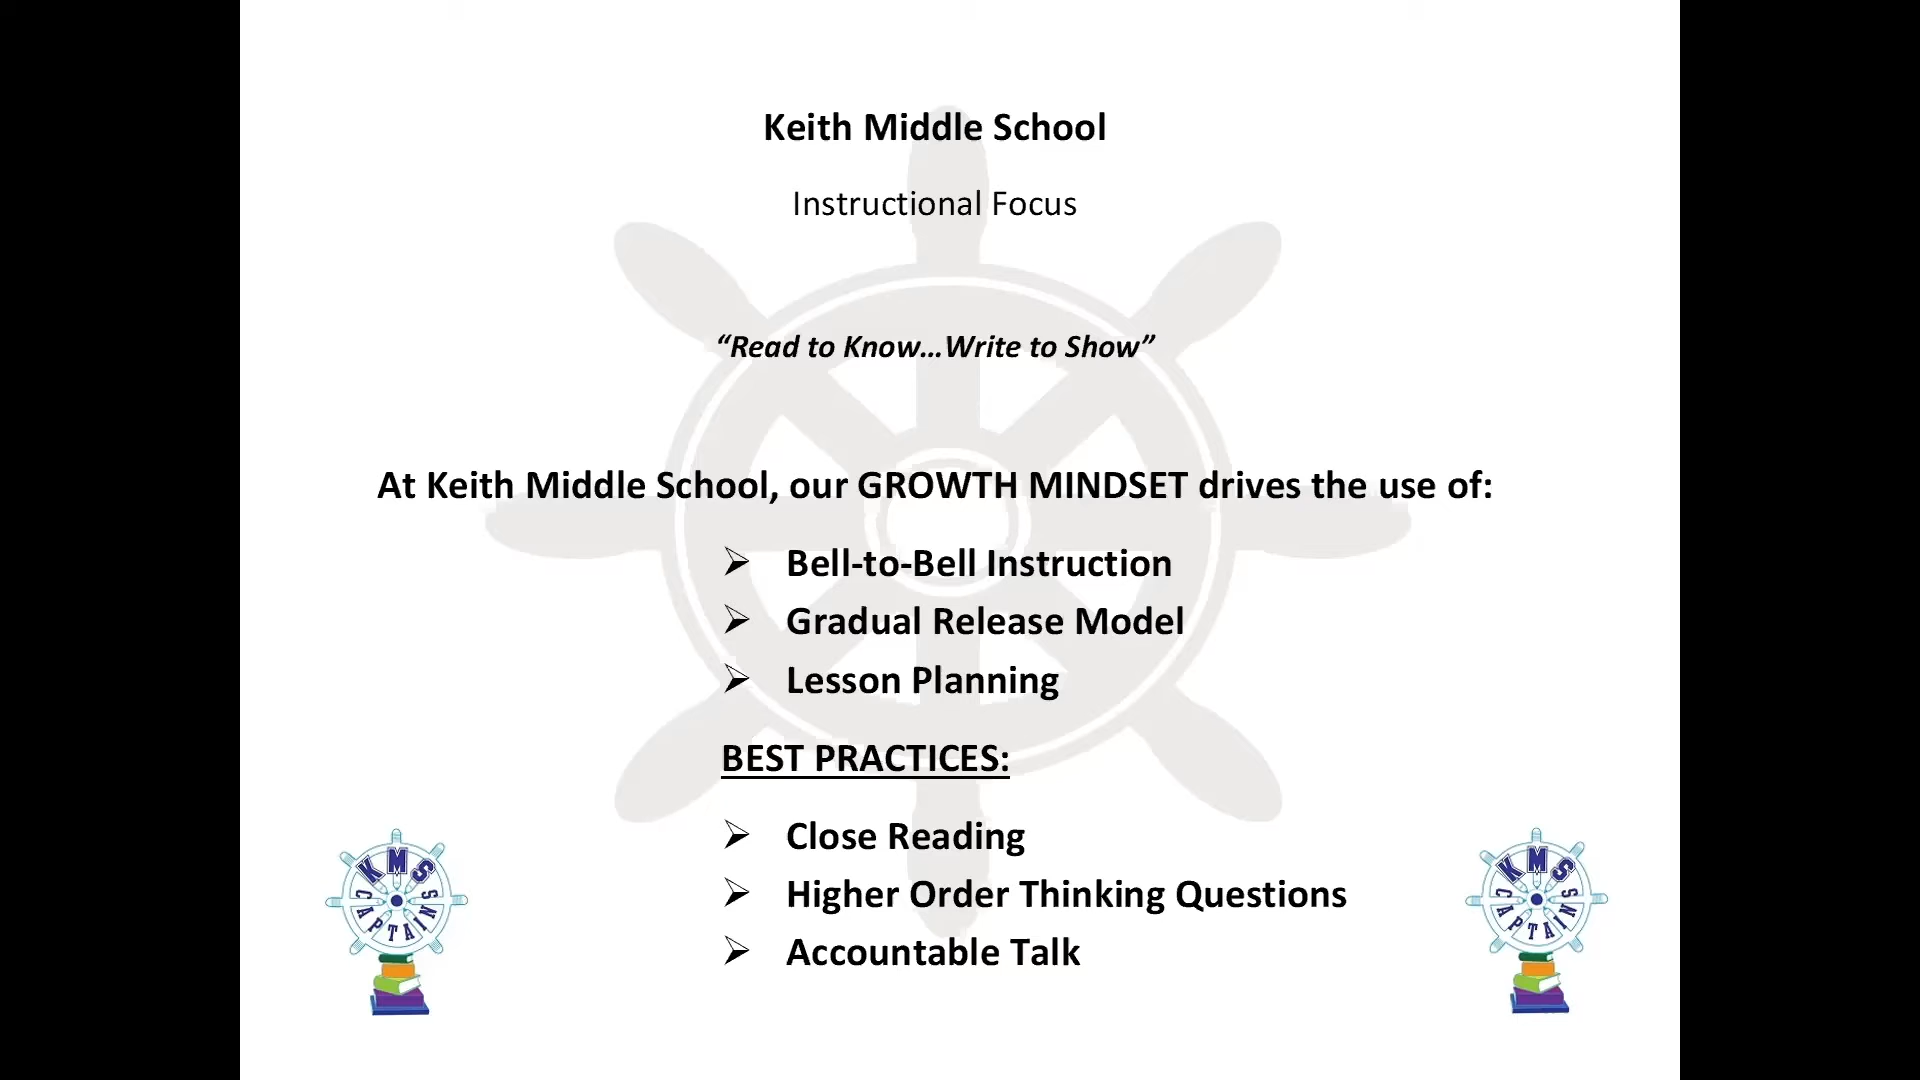 Keith Middle School
Instructional Focus
“Read to Know…Write to Show”
At Keith Middle School, our GROWTH MINDSET drives the use of:
Bell-to-Bell Instruction
Gradual Release Model
Lesson Planning
BEST PRACTICES:
Close Reading
Higher Order Thinking Questions
Accountable Talk
KMS
CAPTAINS
KMS
CAPTAINS